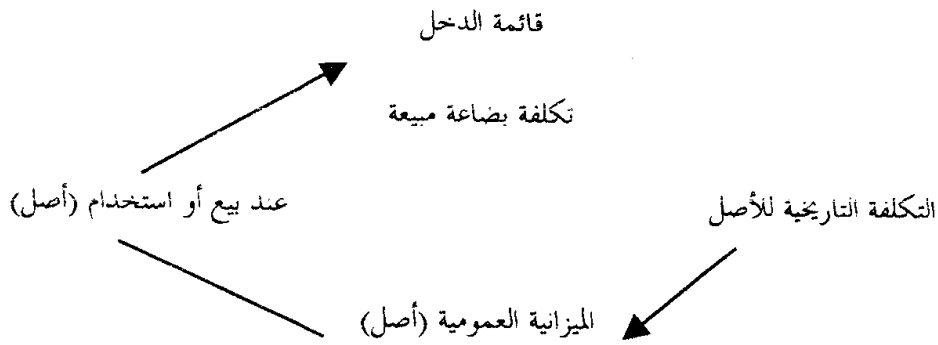 قائمة الدخل
تكلفة بضاعة مبيعة
التكلفة التاريخية للأصل
عند بيع أو استخدام (أصل)
الميزانية العمومية (أصل)